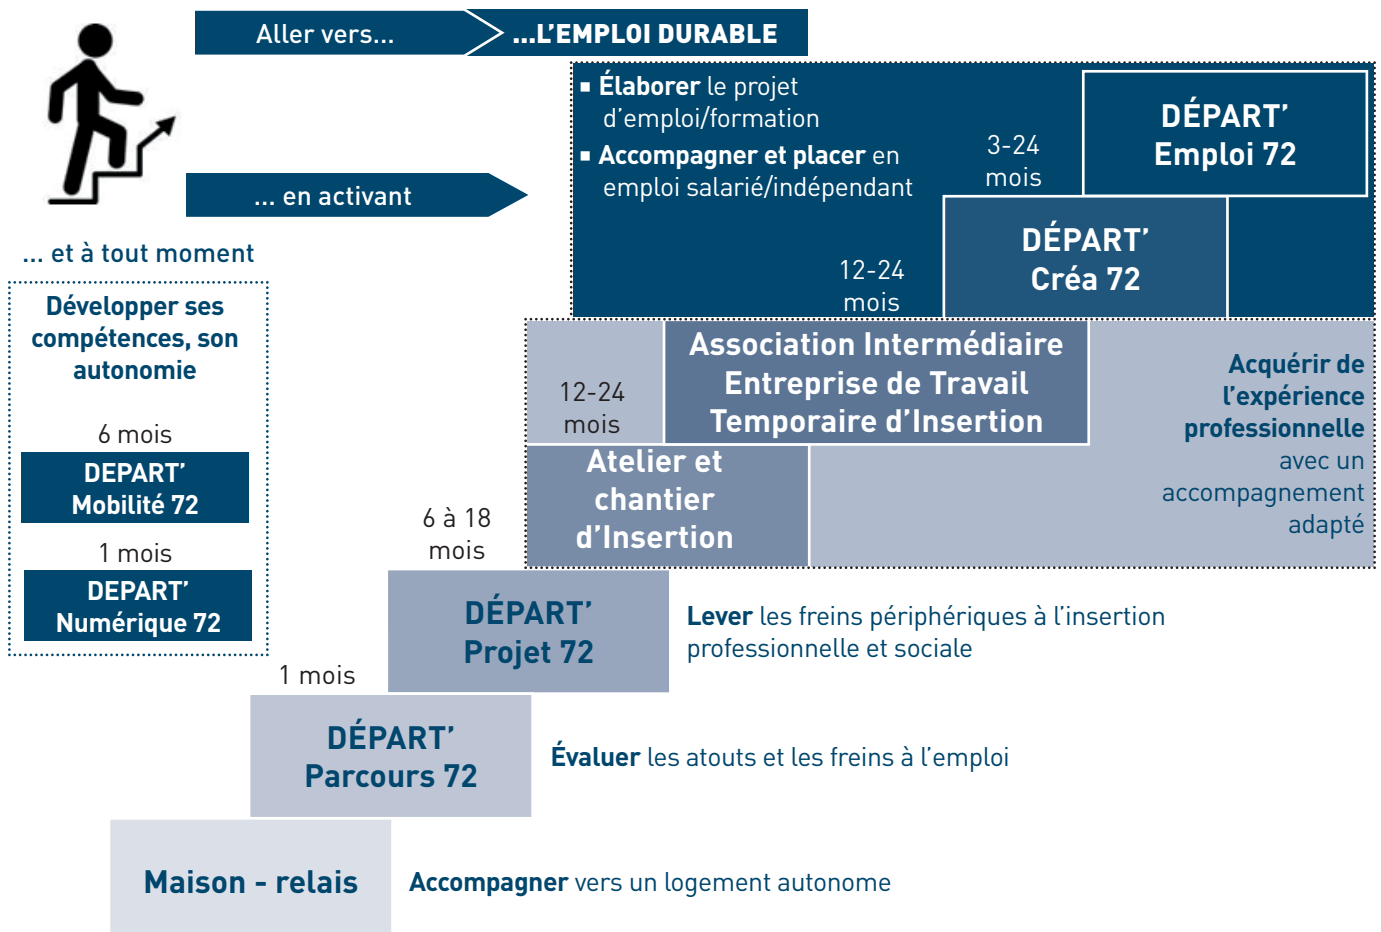 Aller vers...
...L’EMPLOI DURABLE
... en activant
▪ Élaborer le projet
d’emploi/formation
▪ Accompagner et placer en
emploi salarié/indépendant
3-24
mois
DÉPART’
Emploi 72
12-24
mois
DÉPART’
Créa 72
... et à tout moment
Développer ses
compétences, son
autonomie
6 mois
DEPART’
Mobilité 72
1 mois
DEPART’
Numérique 72
12-24
mois
Association Intermédiaire
Entreprise de Travail
Temporaire d’Insertion
Acquérir de
l’expérience
professionnelle
avec un
accompagnement
adapté
Atelier et
chantier
d’Insertion
6 à 18
mois
DÉPART’
Projet 72
Lever les freins périphériques à l’insertion
professionnelle et sociale
1 mois
DÉPART’
Parcours 72
Évaluer les atouts et les freins à l’emploi
Maison - relais
Accompagner vers un logement autonome